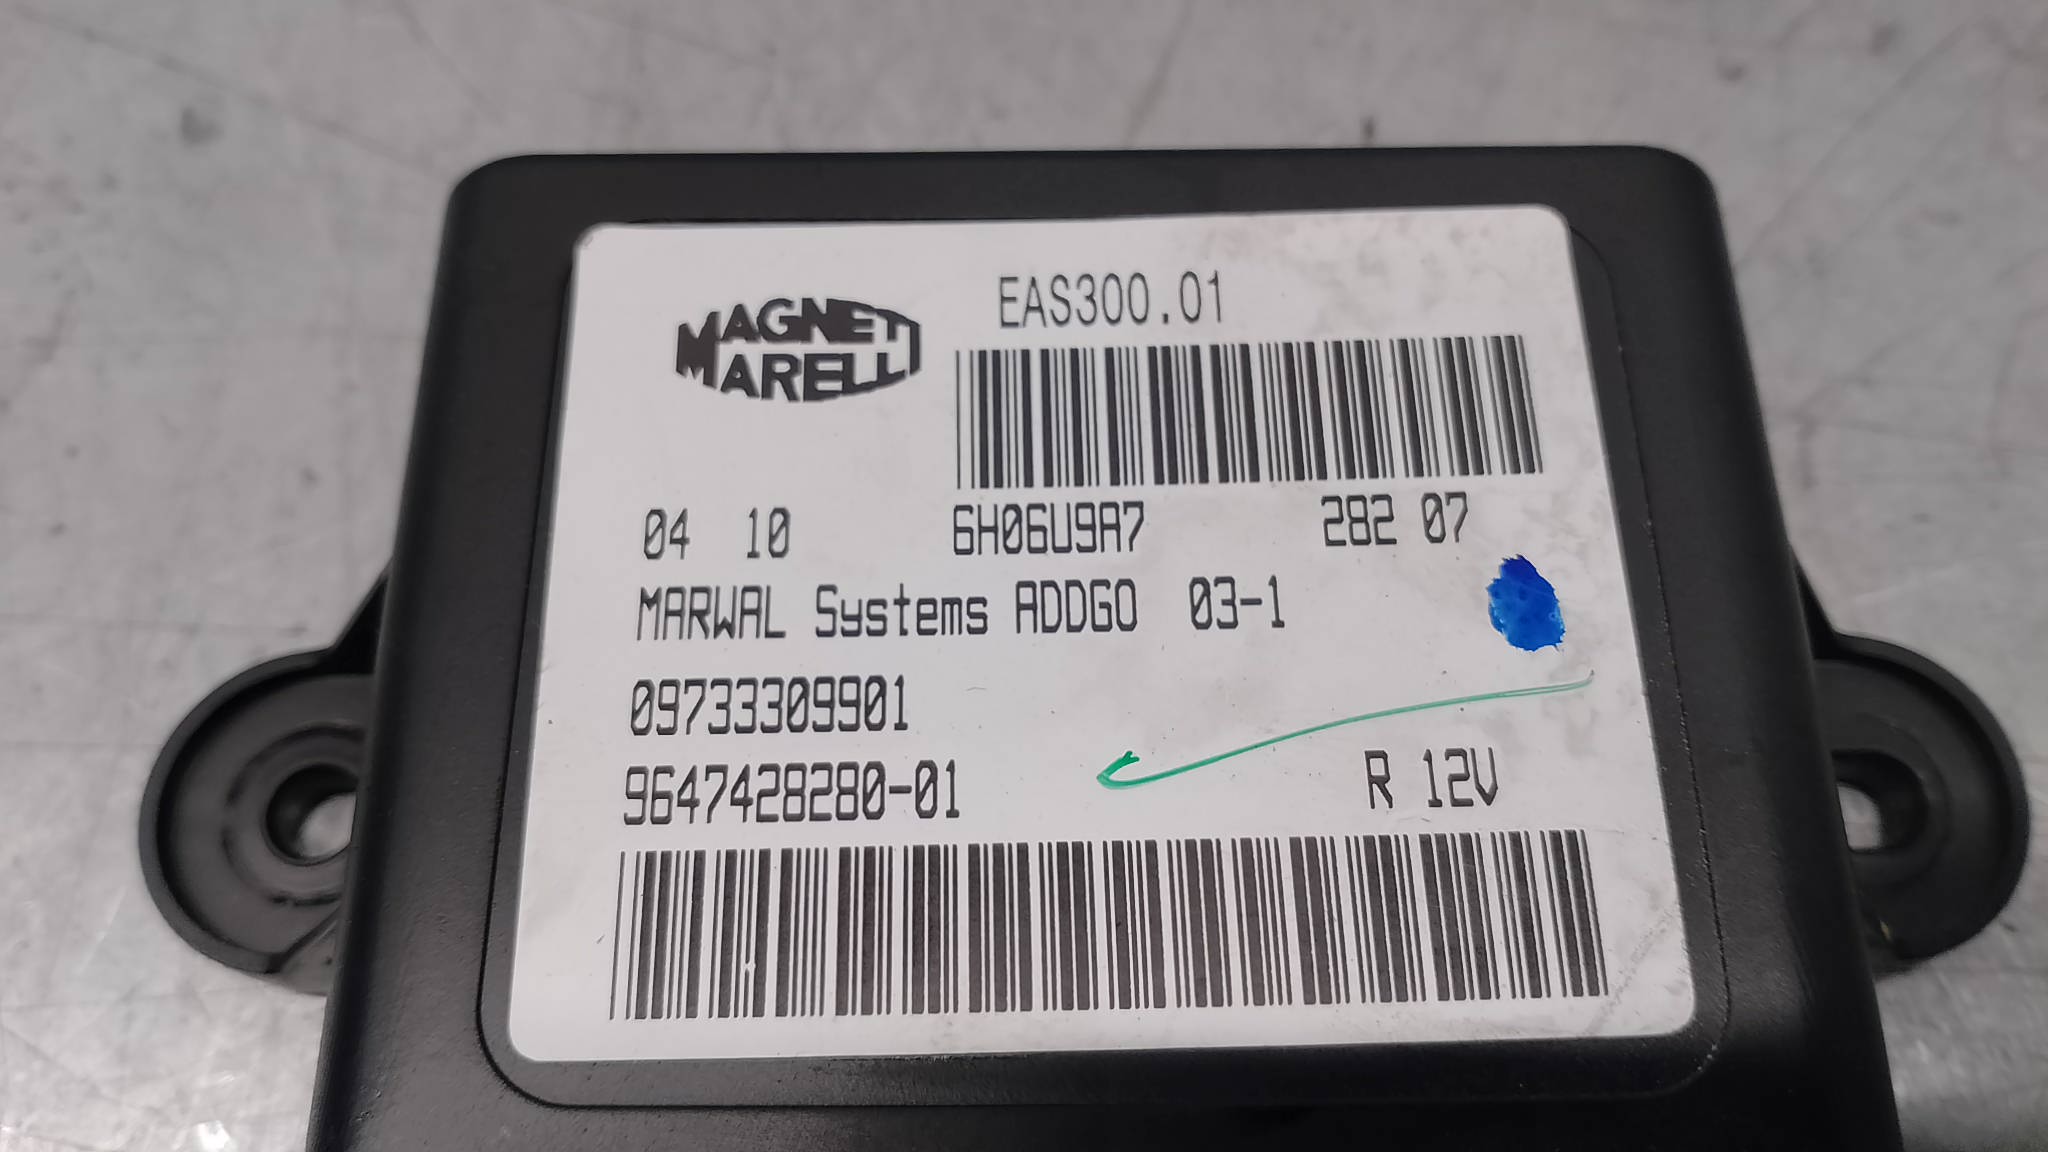 EAS300.01
MAGNETI
MARELLI
04 10 6H06U9A7 282 07
MARWAL Systems ADDGO 03-1
09733309901
9647428280-01 R 12V